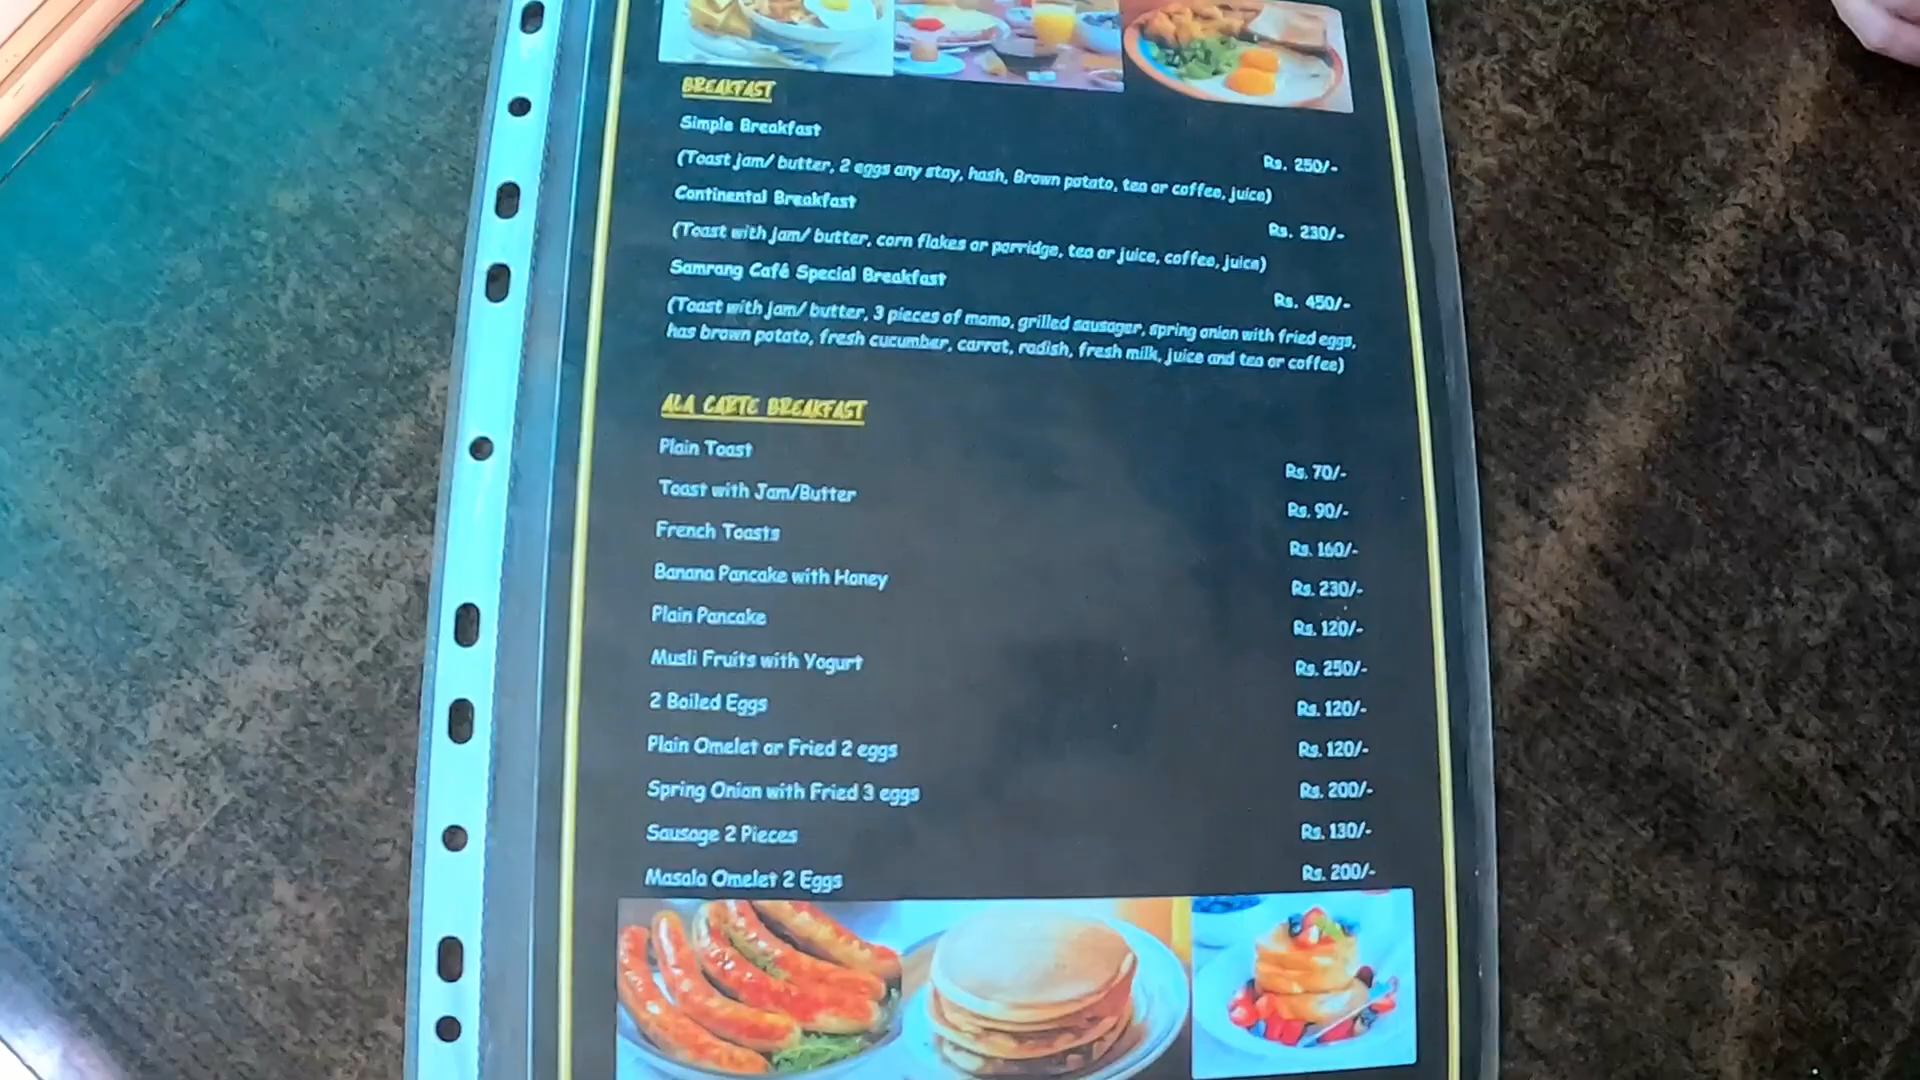 BREAKFAST
Simple Breakfast
Rs. 250/-
(Toast jam/ butter, 2 eggs any stay, hash, Brown potato, tea or coffee, juice)
Continental Breakfast
Rs. 230/-
(Toast with jam/ butter, corn flakes or porridge, tea or juice, coffee, juice)
Samrang Café Special Breakfast
Rs. 450/-
(Toast with jam/ butter, 3 pieces of momo, grilled sausager, spring onion with fried eggs,
has brown potato, fresh cucumber, carrot, radish, fresh milk, juice and tea or coffee)
ALA CARTE BREAKFAST
Plain Toast Rs. 70/-
Toast with Jam/Butter Rs. 90/-
French Toasts Rs. 160/-
Banana Pancake with Honey Rs. 230/-
Plain Pancake Rs. 120/-
Musli Fruits with Yogurt Rs. 250/-
2 Boiled Eggs Rs. 120/-
Plain Omelet or Fried 2 eggs Rs. 120/-
Spring Onion with Fried 3 eggs Rs. 200/-
Sausage 2 Pieces Rs. 130/-
Masala Omelet 2 Eggs Rs. 200/-